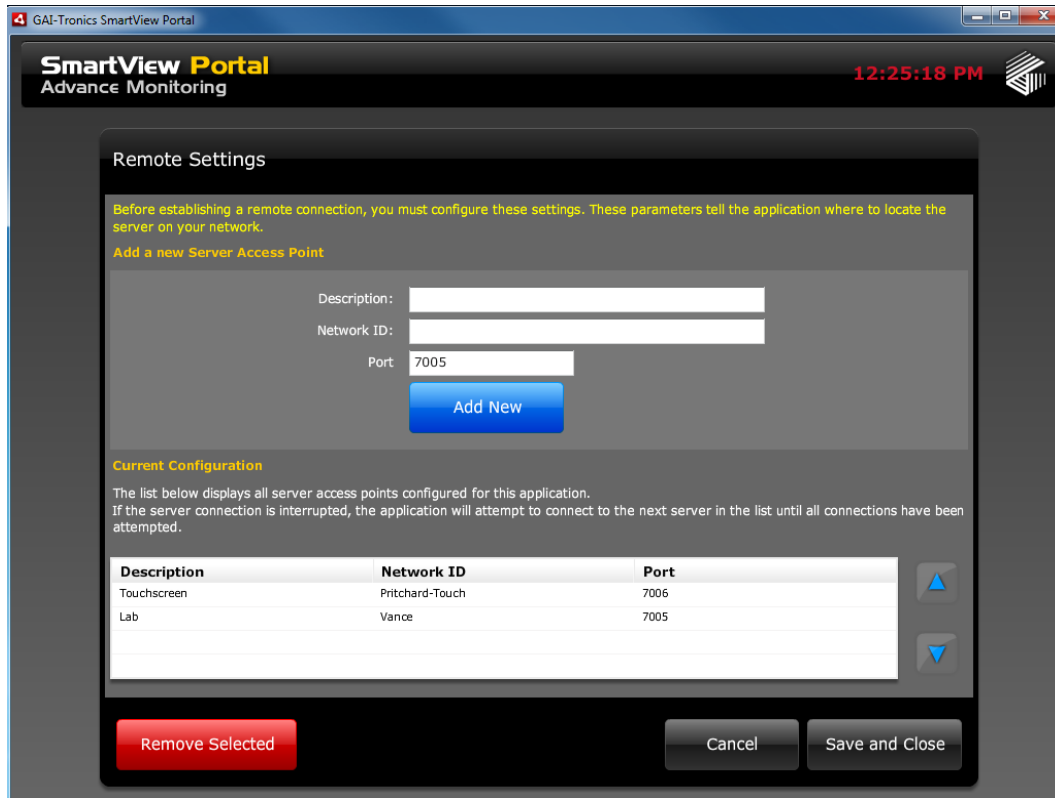 GAI-Tronics SmartView Portal
SmartView Portal
Advance Monitoring
12:25:18 PM
Remote Settings
Before establishing a remote connection, you must configure these settings. These parameters tell the application where to locate the
server on your network.
Add a new Server Access Point
Description:
Network ID:
Port 7005
Add New
Current Configuration
The list below displays all server access points configured for this application.
If the server connection is interrupted, the application will attempt to connect to the next server in the list until all connections have been
attempted.
Description Network ID Port
Touchscreen Pritchard-Touch 7006
Lab Vance 7005
Remove Selected Cancel Save and Close